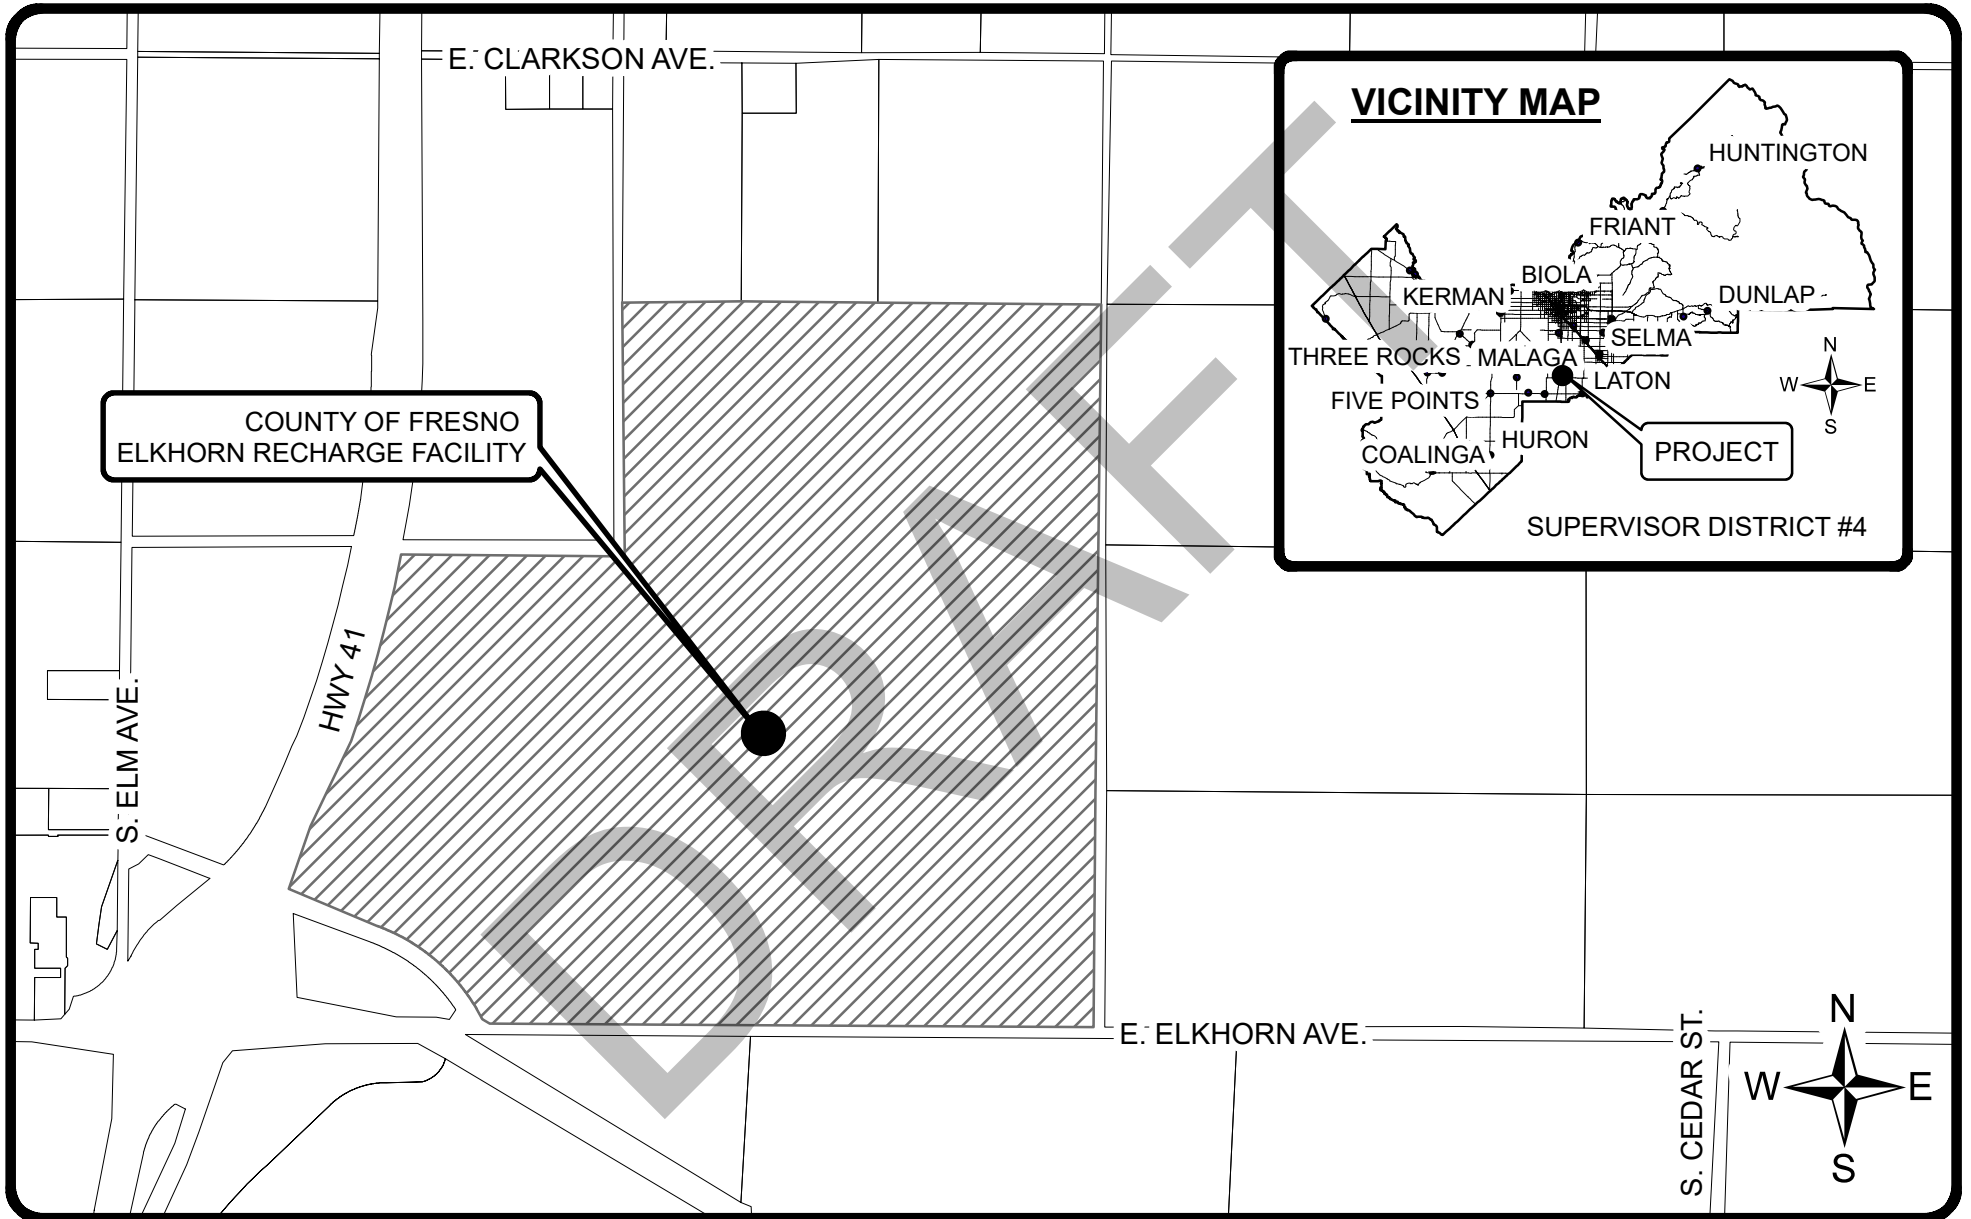 E. CLARKSON AVE.
VICINITY MAP
HUNTINGTON
FRIANT
BIOLA
KERMAN
DUNLAP
SELMA
THREE ROCKS
MALAGA
LATON
FIVE POINTS
HURON
COALINGA
PROJECT
N
W
E
S
SUPERVISOR DISTRICT #4
COUNTY OF FRESNO
ELKHORN RECHARGE FACILITY
HWY 41
S. ELM AVE.
DRAFT
E. ELKHORN AVE.
S. CEDAR ST.
N
W
E
S